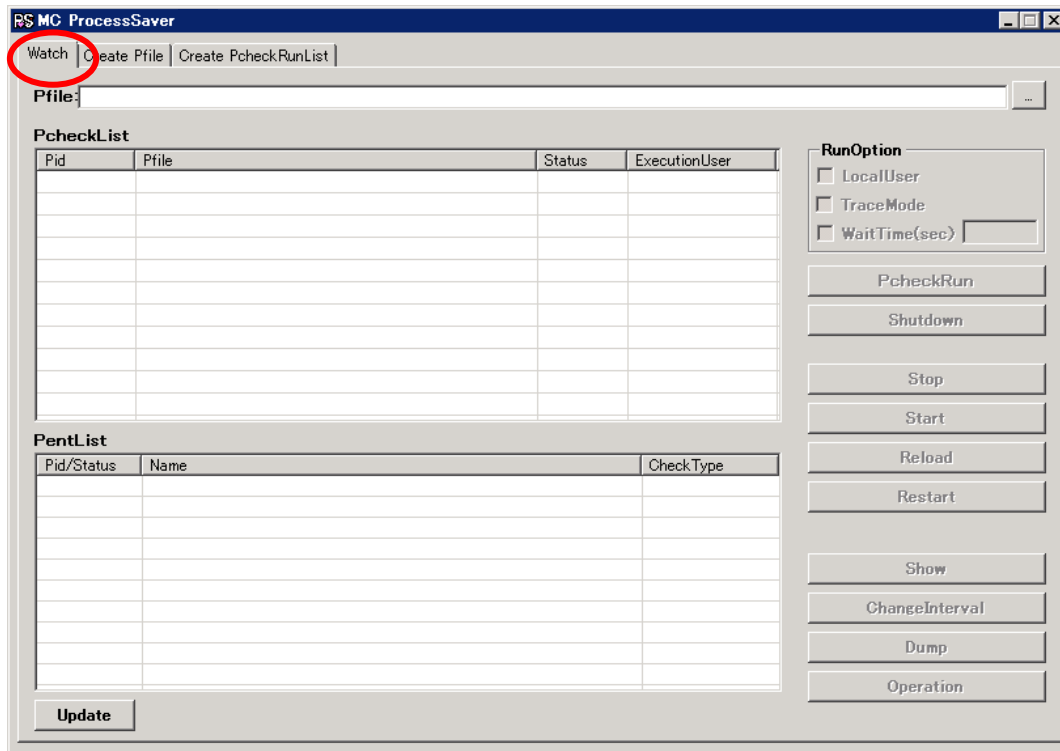 PS MC ProcessSaver
Watch Create Pfile Create PcheckRunList
Pfile: ...
PcheckList
Pid Pfile Status ExecutionUser
RunOption
LocalUser
TraceMode
WaitTime(sec)
PcheckRun
Shutdown
Stop
Start
PentList
Pid/Status Name CheckType
Reload
Restart
Show
ChangeInterval
Dump
Operation
Update